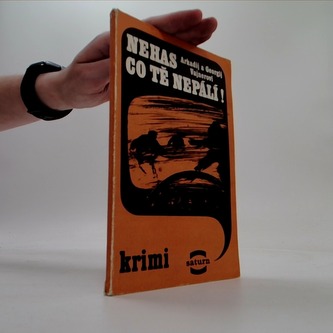 NEHAS
Arkadij a Georgij
Vajnerovi
CO TĚ NEPÁLÍ!
krimi
saturn